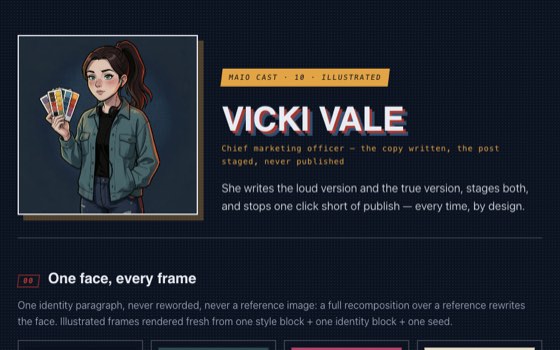 MAIO CAST · 10 · ILLUSTRATED
VICKI VALE
Chief marketing officer — the copy written, the post
staged, never published
She writes the loud version and the true version, stages both,
and stops one click short of publish — every time, by design.
00 One face, every frame
One identity paragraph, never reworded, never a reference image: a full recomposition over a reference rewrites
the face. Illustrated frames rendered fresh from one style block + one identity block + one seed.